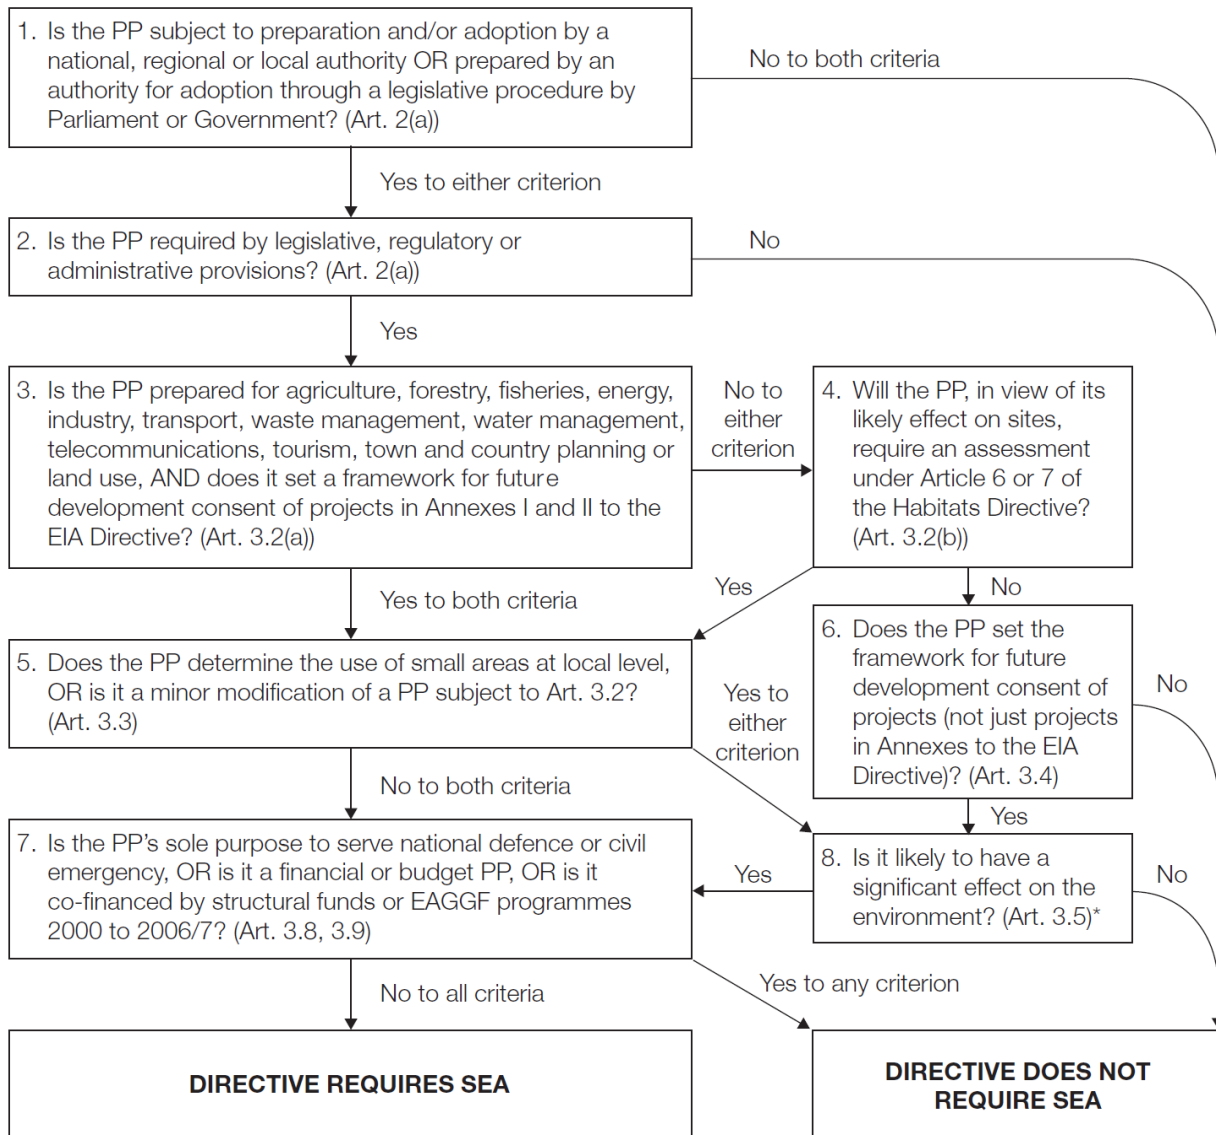 1. Is the PP subject to preparation and/or adoption by a
national, regional or local authority OR prepared by an
authority for adoption through a legislative procedure by
Parliament or Government? (Art. 2(a))
No to both criteria
Yes to either criterion
2. Is the PP required by legislative, regulatory or
administrative provisions? (Art. 2(a))
No
Yes
3. Is the PP prepared for agriculture, forestry, fisheries, energy,
industry, transport, waste management, water management,
telecommunications, tourism, town and country planning or
land use, AND does it set a framework for future
development consent of projects in Annexes I and II to the
EIA Directive? (Art. 3.2(a))
No to
either
criterion
4. Will the PP, in view of its
likely effect on sites,
require an assessment
under Article 6 or 7 of
the Habitats Directive?
(Art. 3.2(b))
Yes to both criteria
Yes
No
5. Does the PP determine the use of small areas at local level,
OR is it a minor modification of a PP subject to Art. 3.2?
(Art. 3.3)
Yes to
either
criterion
6. Does the PP set the
framework for future
development consent of
projects (not just projects
in Annexes to the EIA
Directive)? (Art. 3.4)
No
No to both criteria
Yes
7. Is the PP's sole purpose to serve national defence or civil
emergency, OR is it a financial or budget PP, OR is it
co-financed by structural funds or EAGGF programmes
2000 to 2006/7? (Art. 3.8, 3.9)
Yes
8. Is it likely to have a
significant effect on the
environment? (Art. 3.5)*
No
No to all criteria
Yes to any criterion
DIRECTIVE REQUIRES SEA
DIRECTIVE DOES NOT
REQUIRE SEA